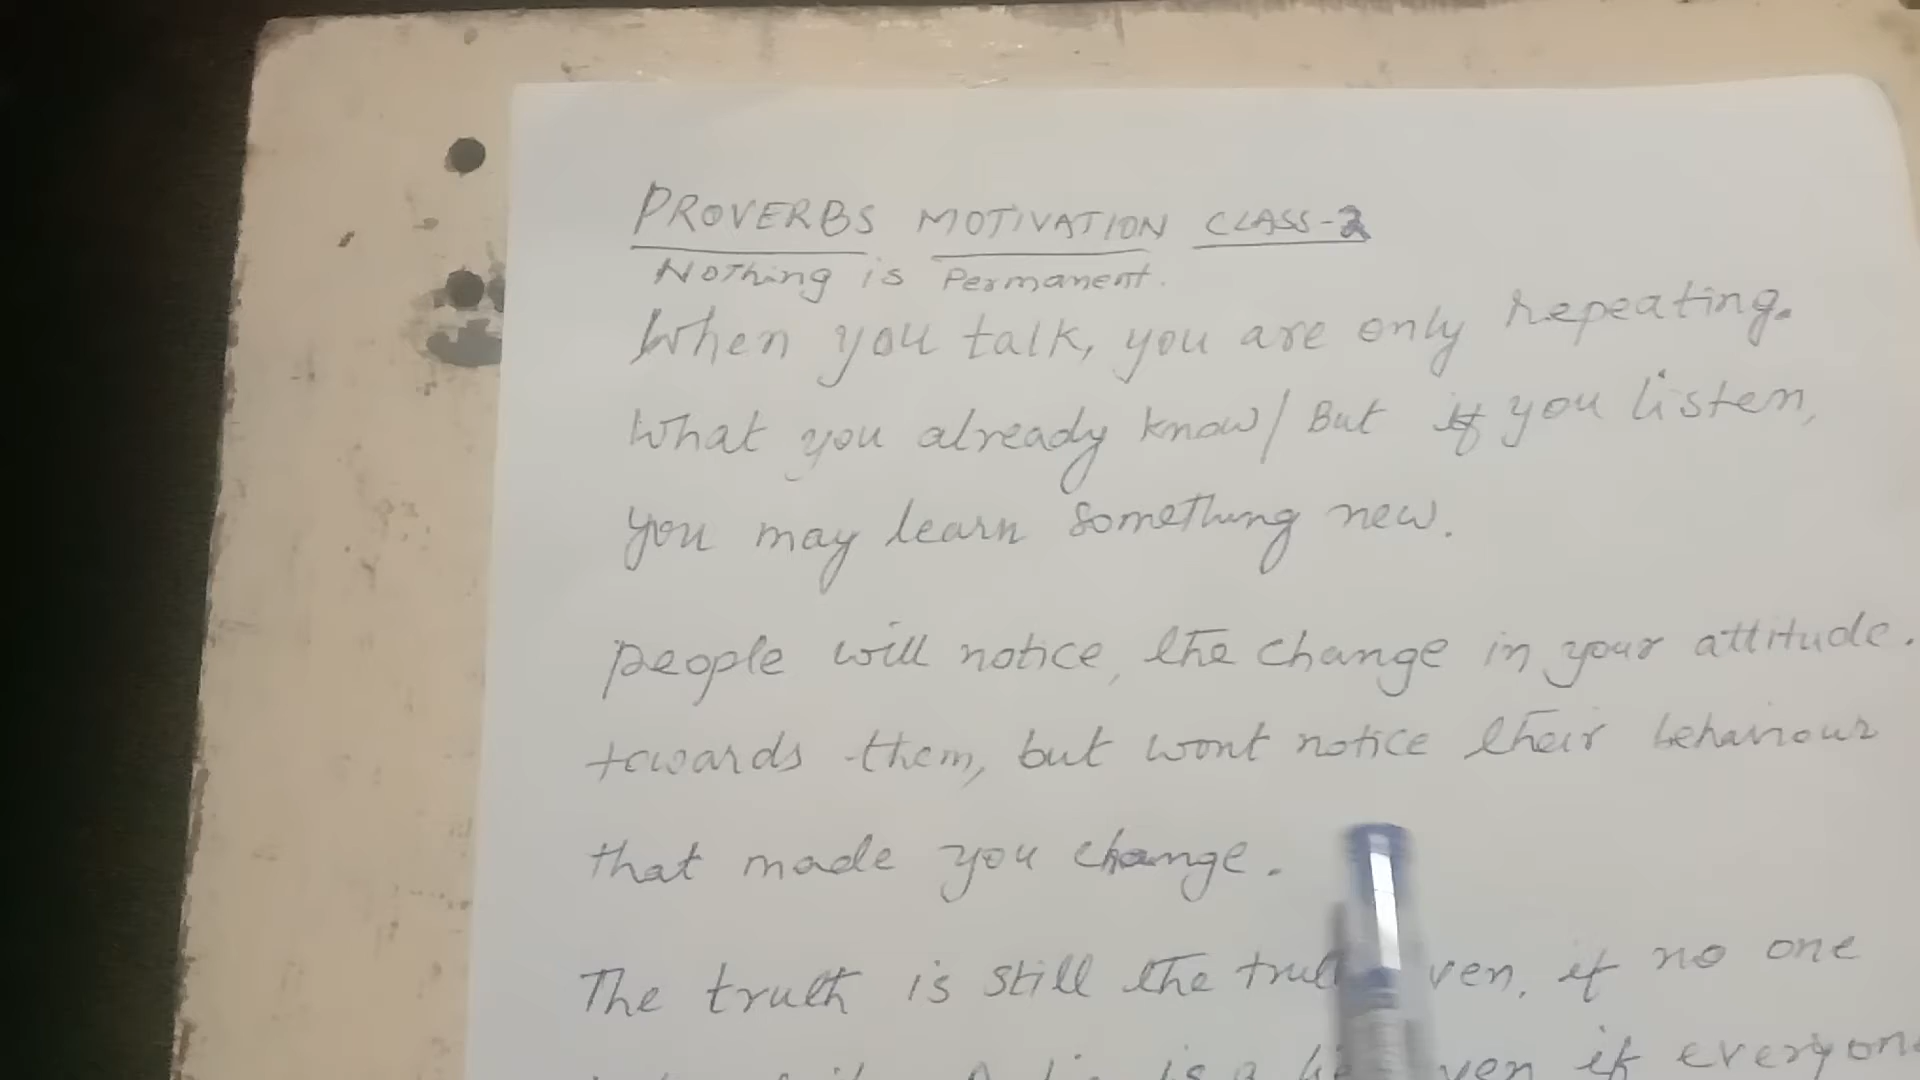 PROVERBS MOTIVATION CLASS-2
Nothing is Permanent.
When you talk, you are only repeating.
What you already know/ But if you listen,
you may learn something new.
people will notice, the change in your attitude.
towards them, but wont notice their behaviour
that made you change.
The truth is still the ven, if no one
is a ven if everyone